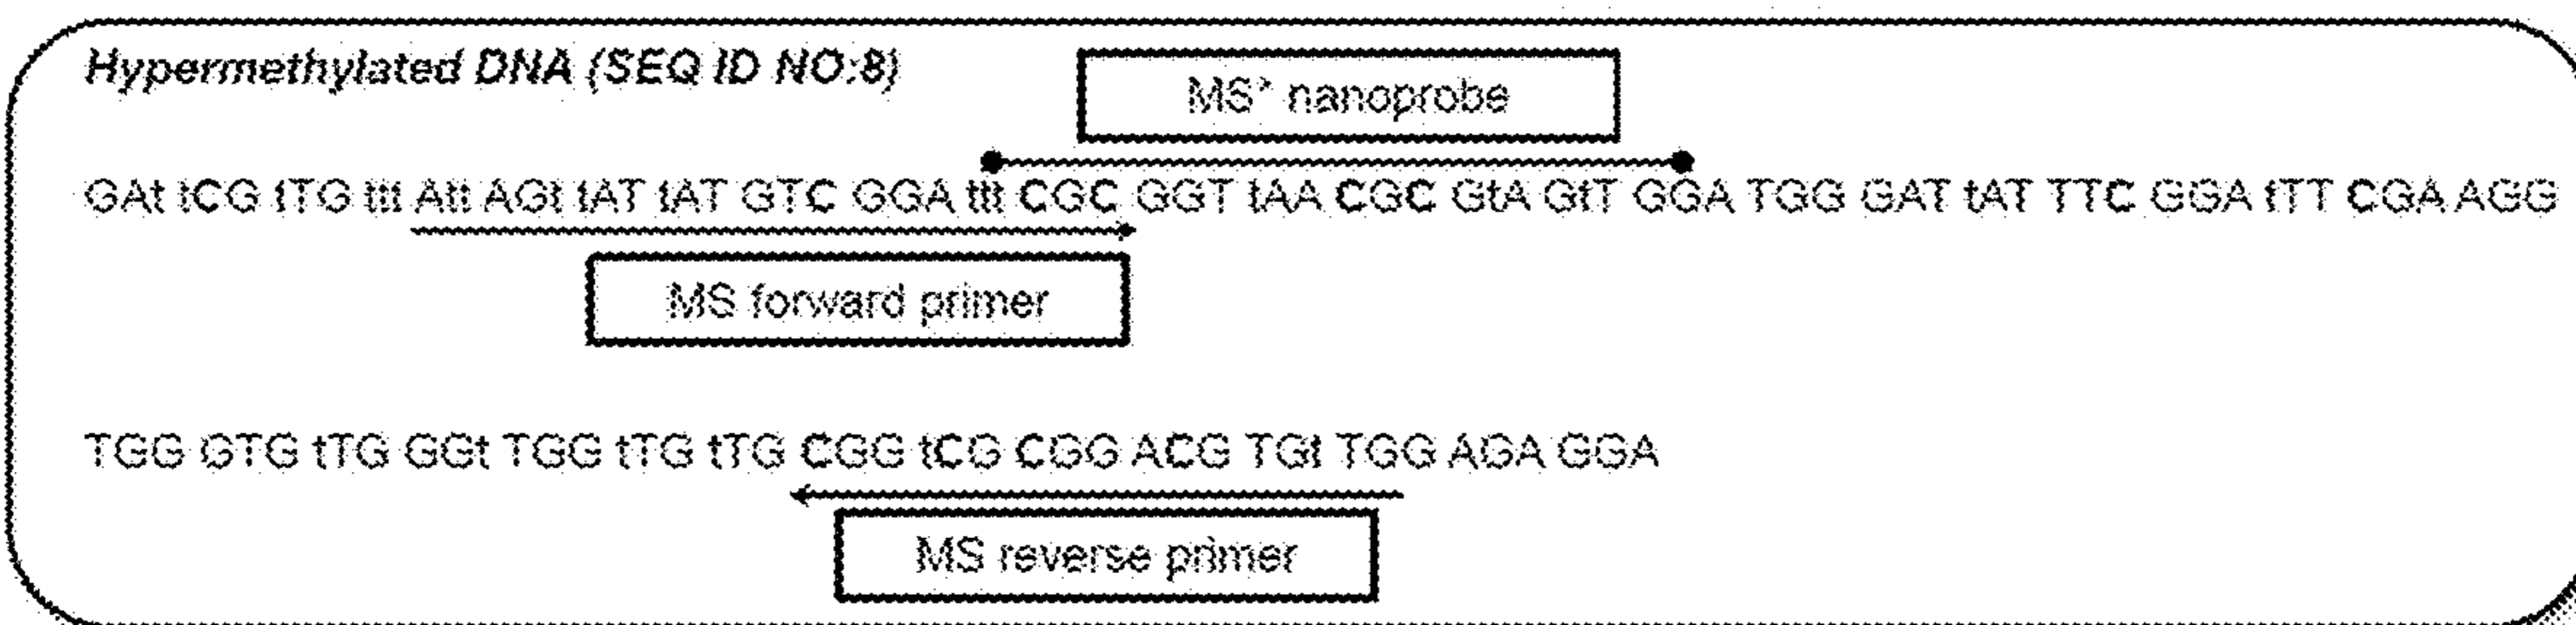 Hypermethylated DNA (SEQ ID NO:8)
MS* nanoprobe
GAt tCG tTG ttt Att AGt tAT tAT GTC GGA ttt CGC GGT tAA CGC GtA GtT GGA TGG GAT tAT TTC GGA tTT CGA AGG
MS forward primer
TGG GTG tTG GGt TGG tTG tTG CGG tCG CGG ACG TGt TGG AGA GGA
MS reverse primer